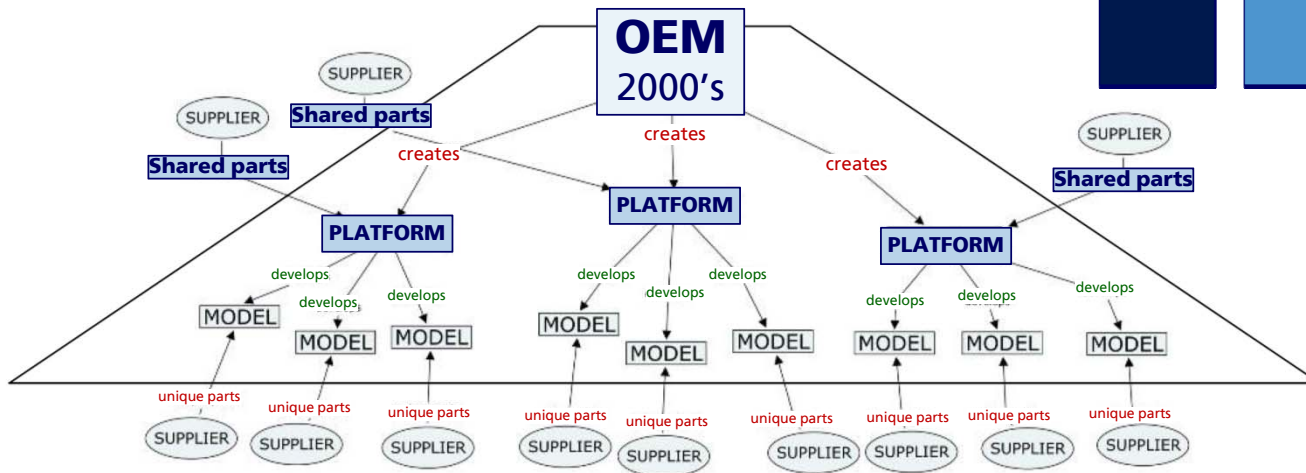 OEM
2000's
SUPPLIER
Shared parts
SUPPLIER
Shared parts
SUPPLIER
Shared parts
creates
creates
creates
PLATFORM
PLATFORM
PLATFORM
develops
develops
develops
develops
develops
develops
develops
develops
develops
MODEL
MODEL
MODEL
MODEL
MODEL
MODEL
MODEL
MODEL
MODEL
unique parts
unique parts
unique parts
unique parts
unique parts
unique parts
unique parts
unique parts
unique parts
SUPPLIER
SUPPLIER
SUPPLIER
SUPPLIER
SUPPLIER
SUPPLIER
SUPPLIER
SUPPLIER
SUPPLIER